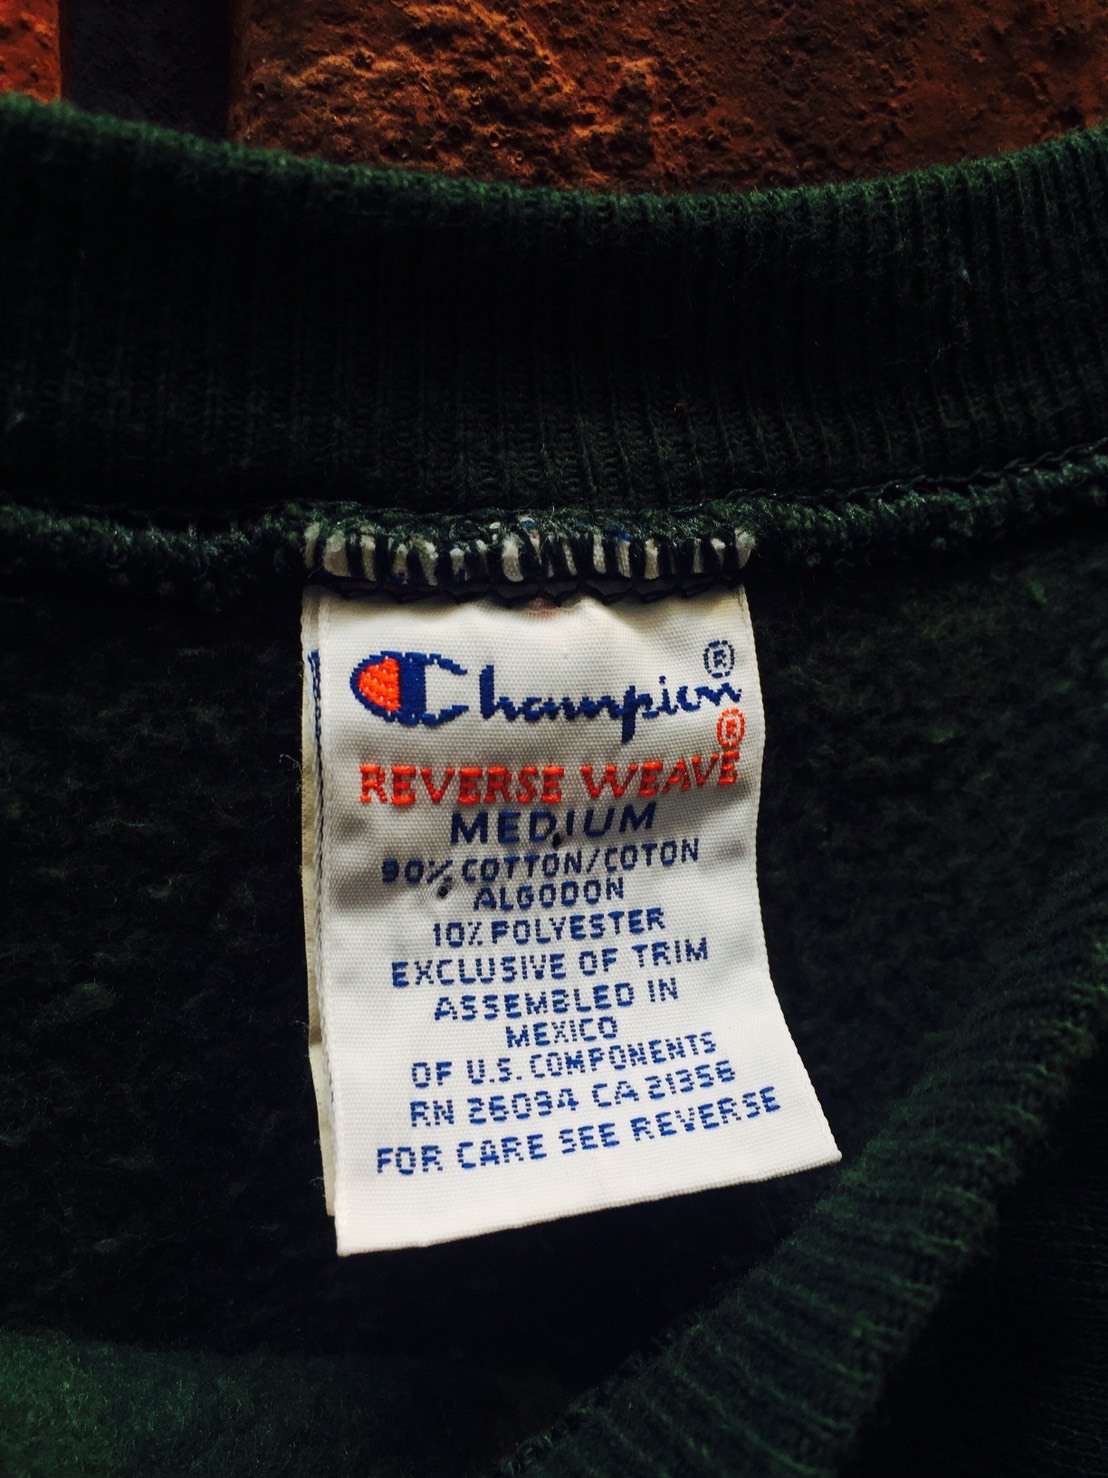 Champion®
REVERSE WEAVE®
MEDIUM
90% COTTON/COTON
ALGODON
10% POLYESTER
EXCLUSIVE OF TRIM
ASSEMBLED IN
MEXICO
OF U.S. COMPONENTS
RN 26094 CA 21356
FOR CARE SEE REVERSE